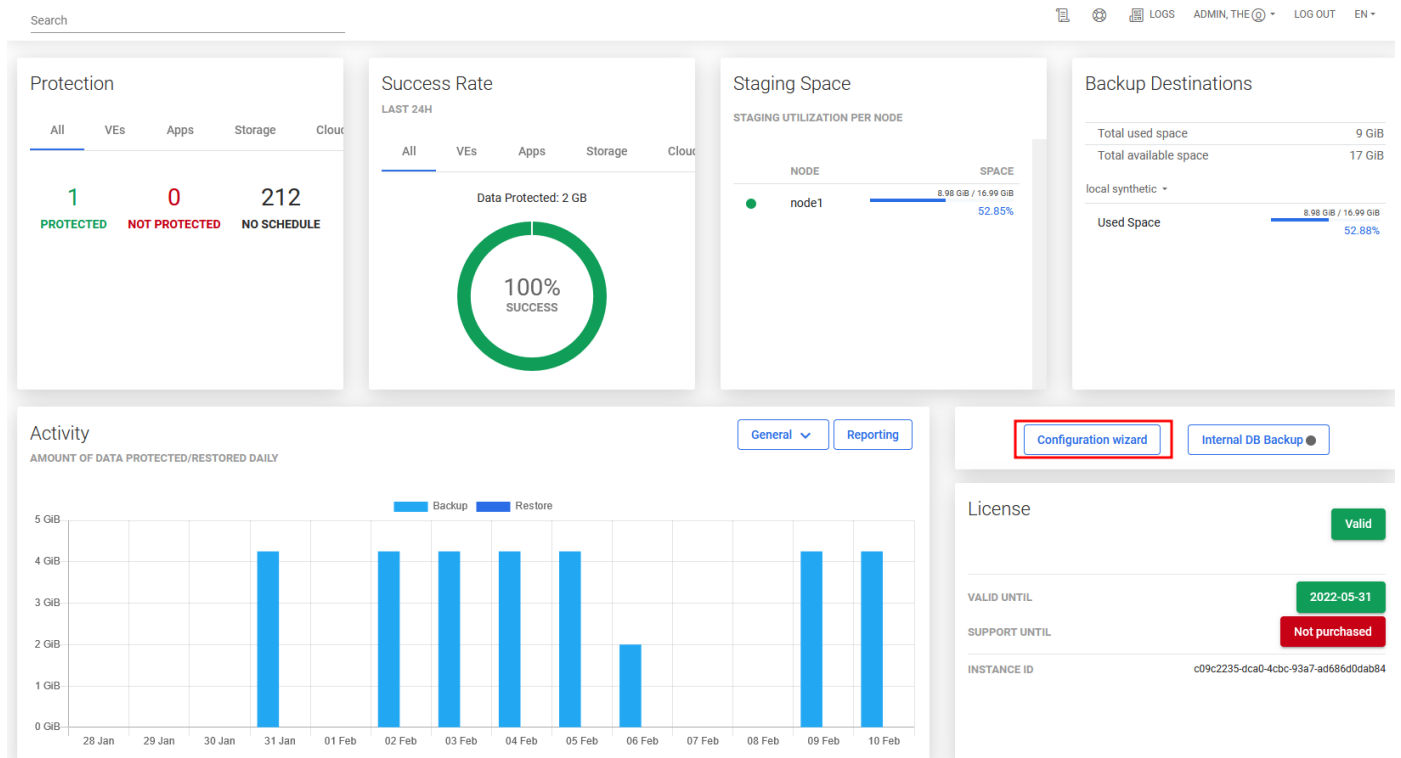 Search
LOGS
ADMIN, THE
LOG OUT
EN
Protection
All VEs Apps Storage Cloud
1 0 212
PROTECTED NOT PROTECTED NO SCHEDULE
Success Rate
LAST 24H
All VEs Apps Storage Cloud
Data Protected: 2 GB
100%
SUCCESS
Staging Space
STAGING UTILIZATION PER NODE
NODE SPACE
node1 8.98 GiB / 16.99 GiB
52.85%
Backup Destinations
Total used space 9 GiB
Total available space 17 GiB
local synthetic
Used Space 8.98 GiB / 16.99 GiB
52.88%
Activity
AMOUNT OF DATA PROTECTED/RESTORED DAILY
General Reporting
Backup Restore
5 GiB
4 GiB
3 GiB
2 GiB
1 GiB
0 GiB
28 Jan 29 Jan 30 Jan 31 Jan 01 Feb 02 Feb 03 Feb 04 Feb 05 Feb 06 Feb 07 Feb 08 Feb 09 Feb 10 Feb
Configuration wizard Internal DB Backup
License
Valid
VALID UNTIL 2022-05-31
SUPPORT UNTIL Not purchased
INSTANCE ID c09c2235-dca0-4cbc-93a7-ad686d0dab84